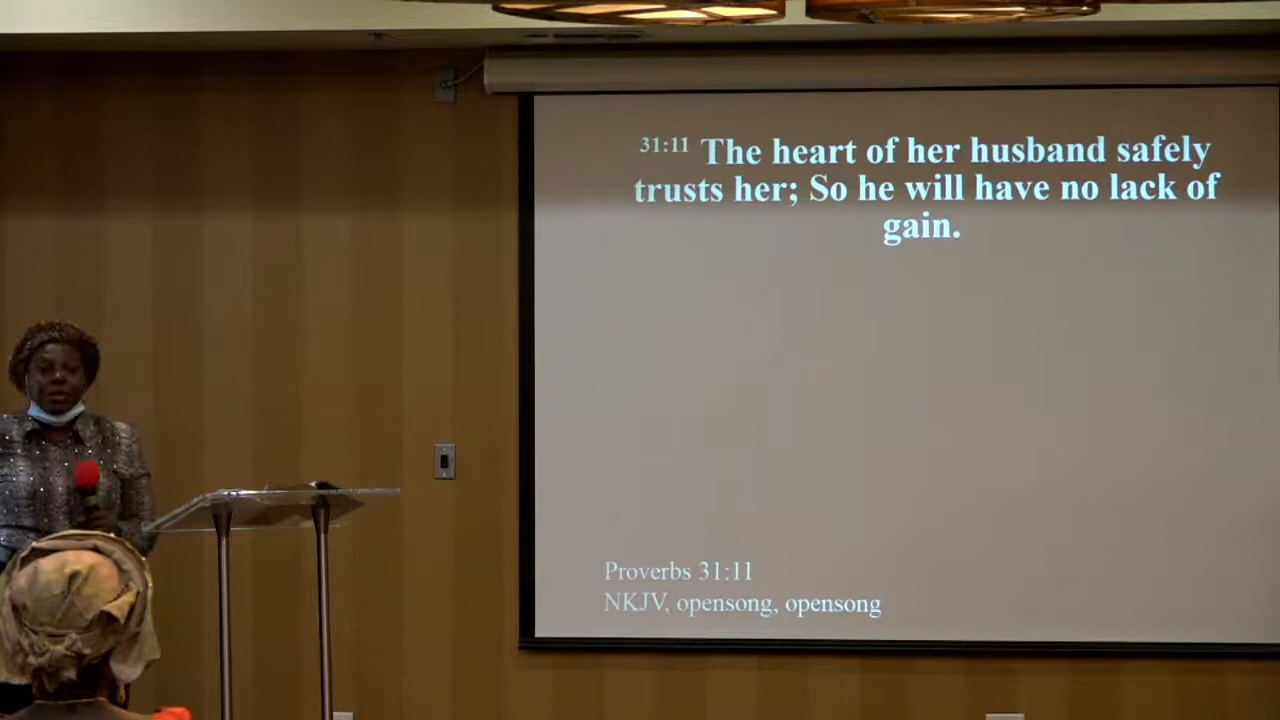 31:11 The heart of her husband safely
trusts her; So he will have no lack of
gain.
Proverbs 31:11
NKJV, opensong, opensong